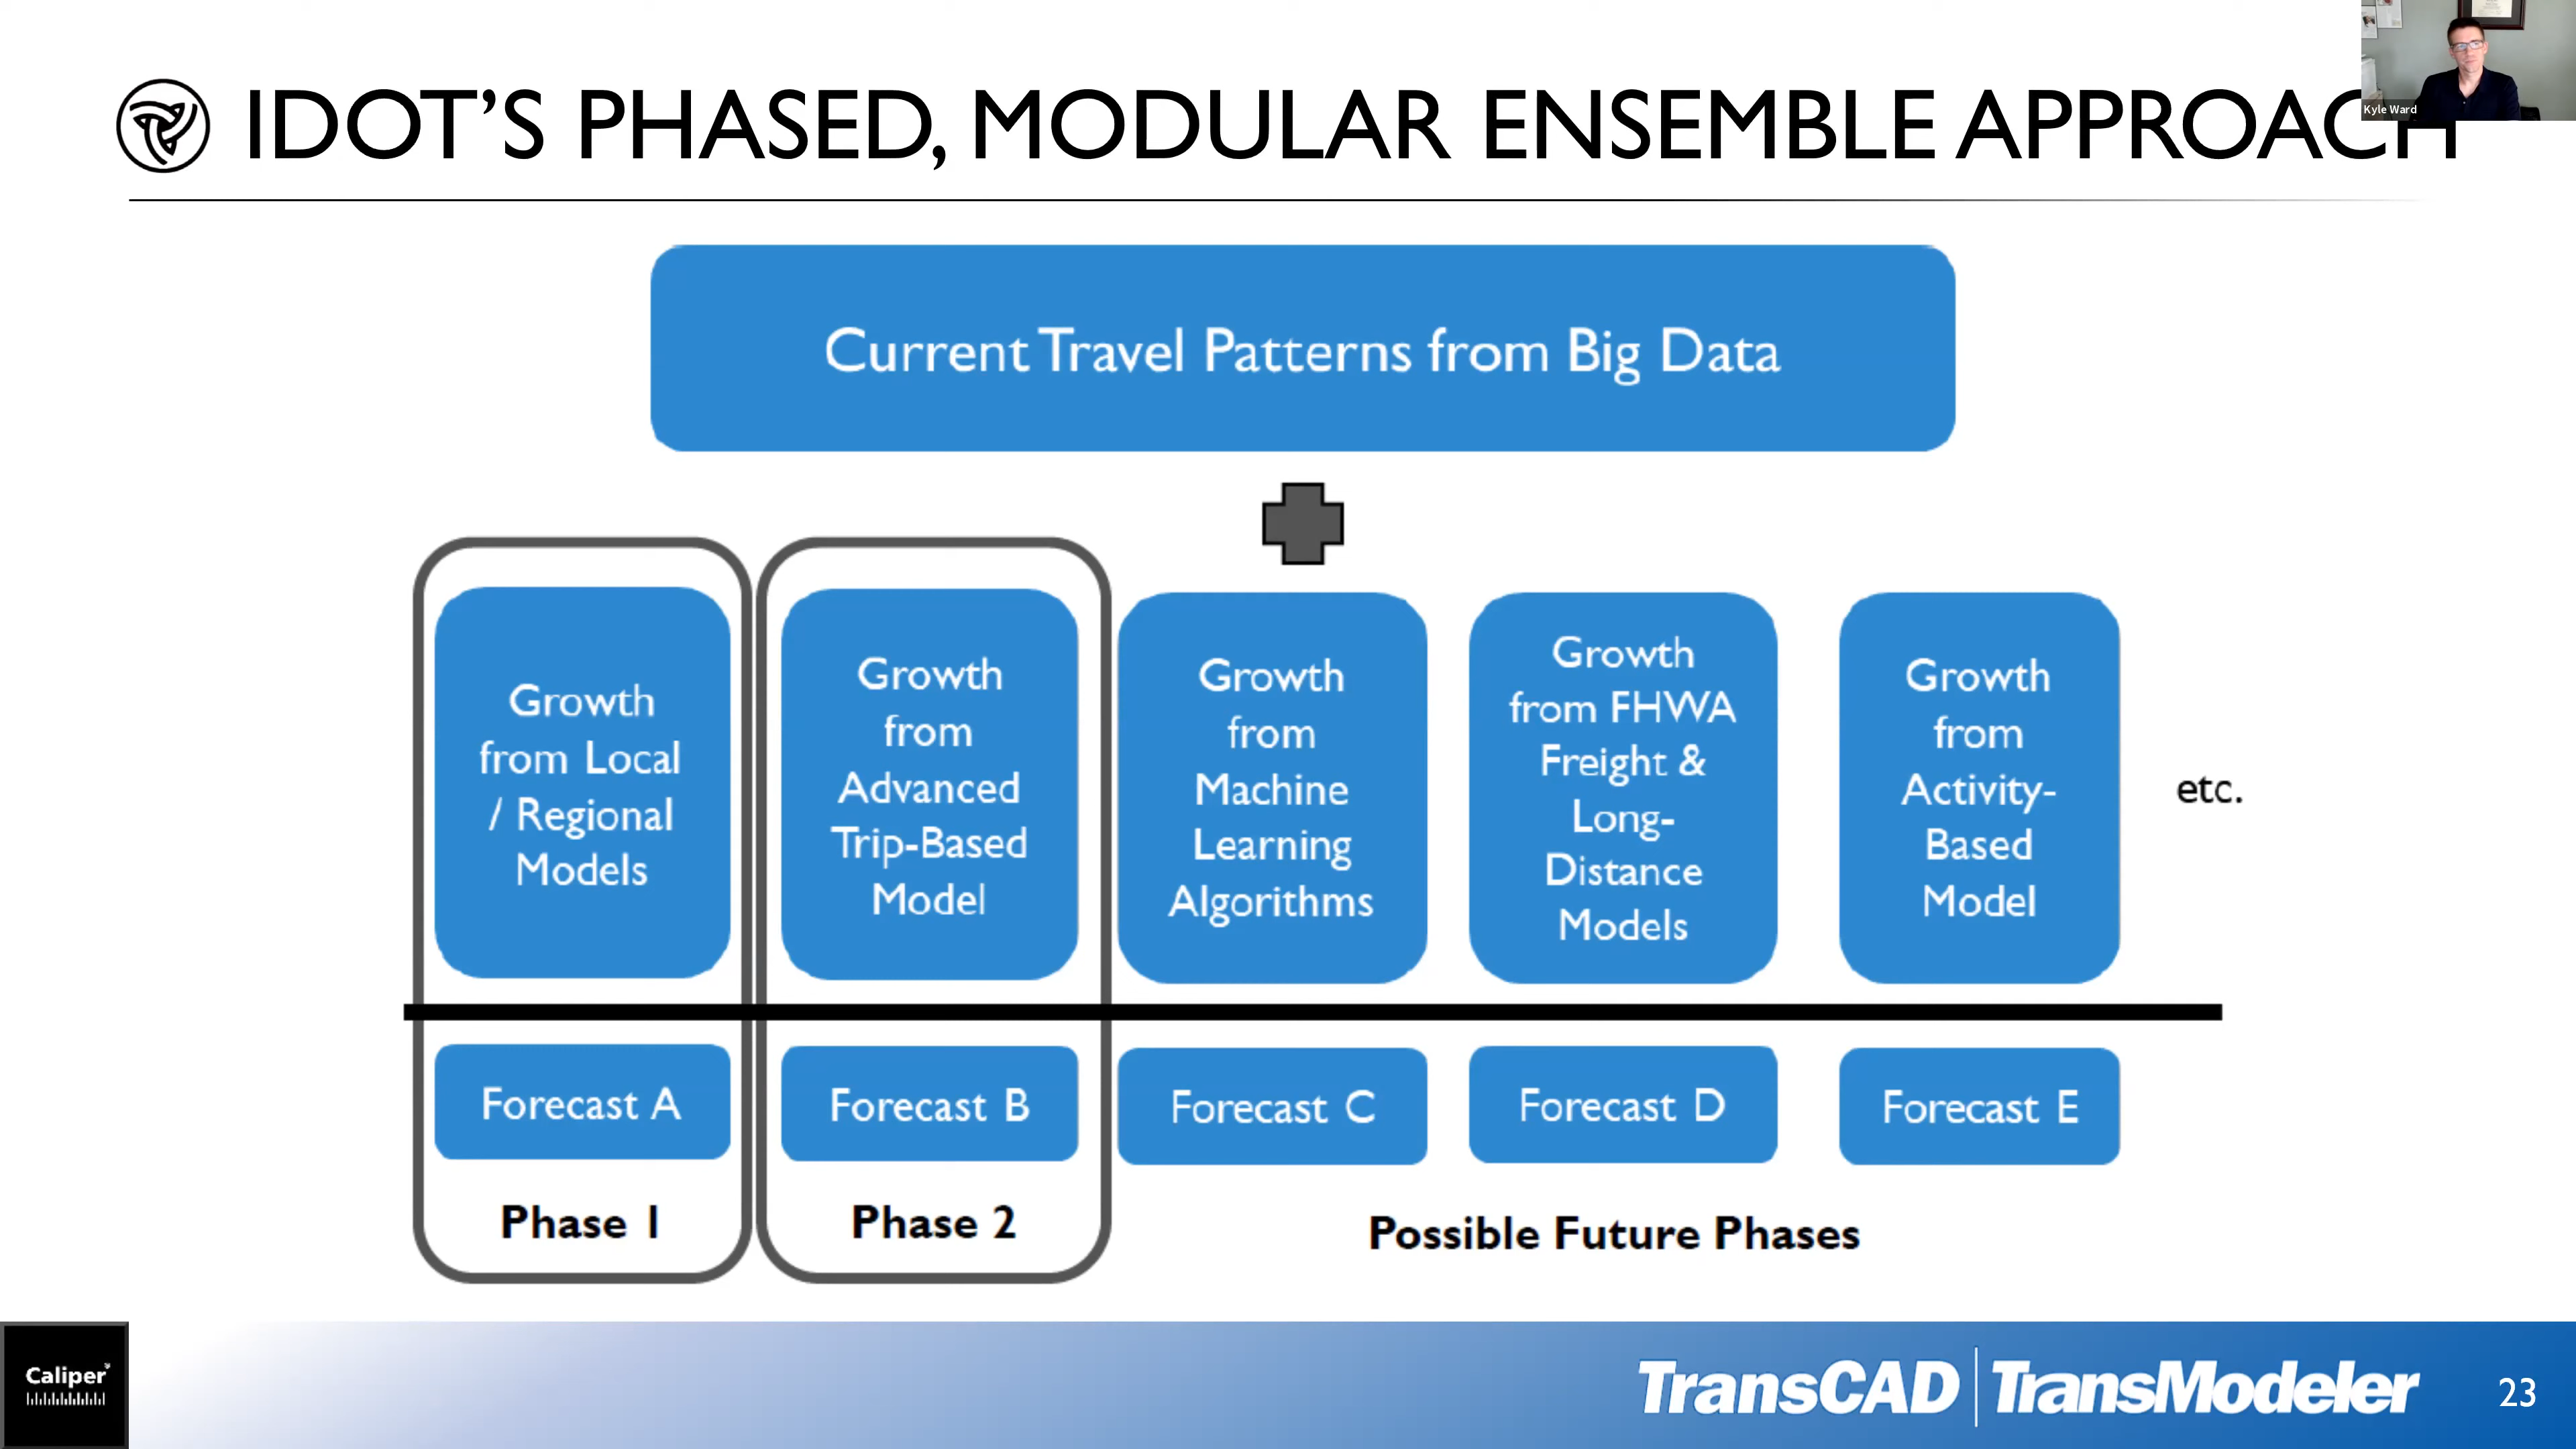 Kyle Ward
IDOT’S PHASED, MODULAR ENSEMBLE APPROACH
Current Travel Patterns from Big Data
Growth
from Local
/ Regional
Models
Growth
from
Advanced
Trip-Based
Model
Growth
from
Machine
Learning
Algorithms
Growth
from FHWA
Freight &
Long-
Distance
Models
Growth
from
Activity-
Based
Model
etc.
Forecast A
Forecast B
Forecast C
Forecast D
Forecast E
Phase 1
Phase 2
Possible Future Phases
Caliper
TransCAD | TransModeler
23